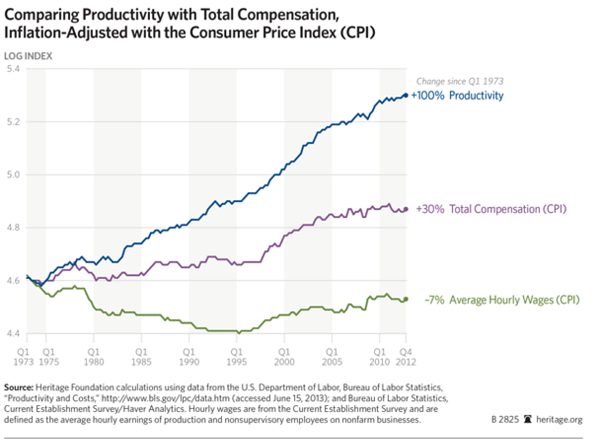 Comparing Productivity with Total Compensation,
Inflation-Adjusted with the Consumer Price Index (CPI)
LOG INDEX
5.4
5.2
5.0
4.8
4.6
4.4
Change since Q1 1973
+100% Productivity
+30% Total Compensation (CPI)
–7% Average Hourly Wages (CPI)
Q1 Q1 Q1 Q1 Q1 Q1 Q1 Q1 Q1 Q4
1973 1975 1980 1985 1990 1995 2000 2005 2010 2012
Source: Heritage Foundation calculations using data from the U.S. Department of Labor, Bureau of Labor Statistics,
"Productivity and Costs," http://www.bls.gov/lpc/data.htm (accessed June 15, 2013); and Bureau of Labor Statistics,
Current Establishment Survey/Haver Analytics. Hourly wages are from the Current Establishment Survey and are
defined as the average hourly earnings of production and nonsupervisory employees on nonfarm businesses.
B 2825 heritage.org